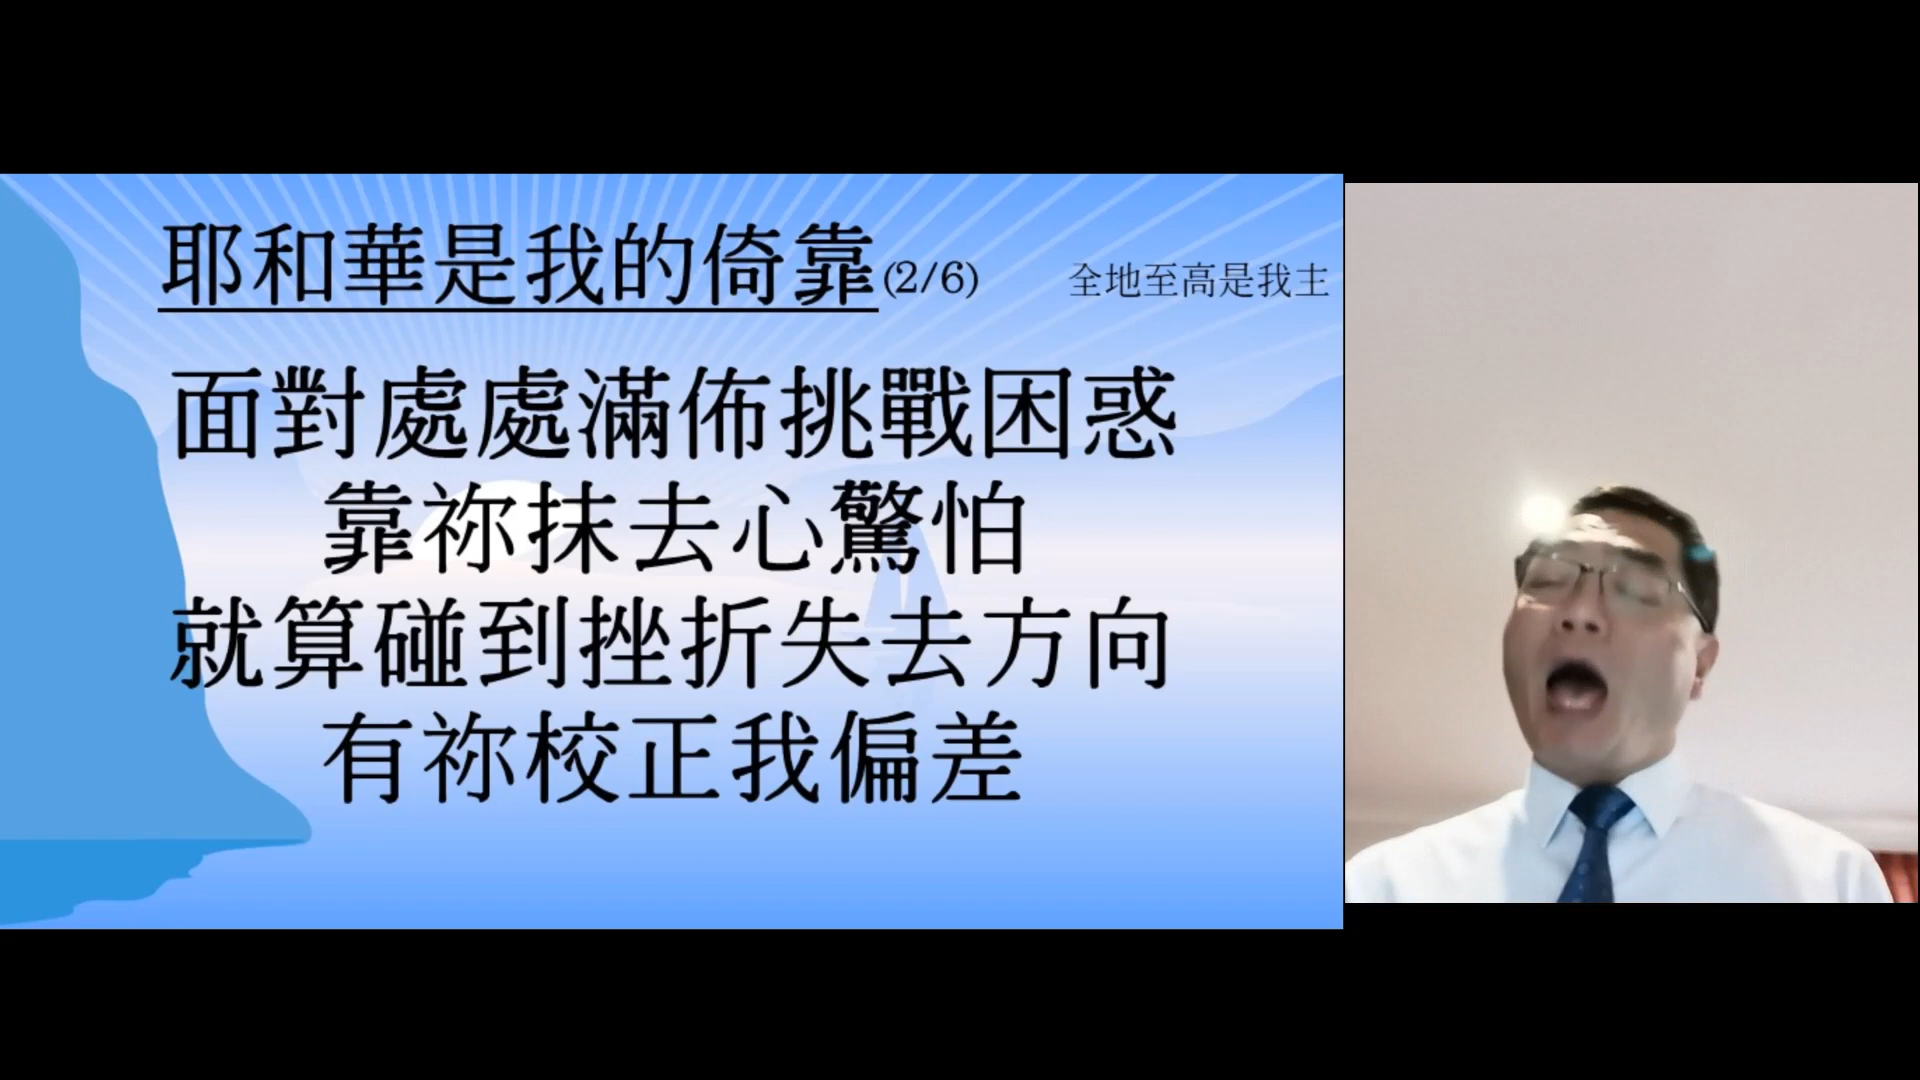 耶和華是我的倚靠(2/6)
全地至高是我主
面對處處滿佈挑戰困惑
靠祢抹去心驚怕
就算碰到挫折失去方向
有祢校正我偏差